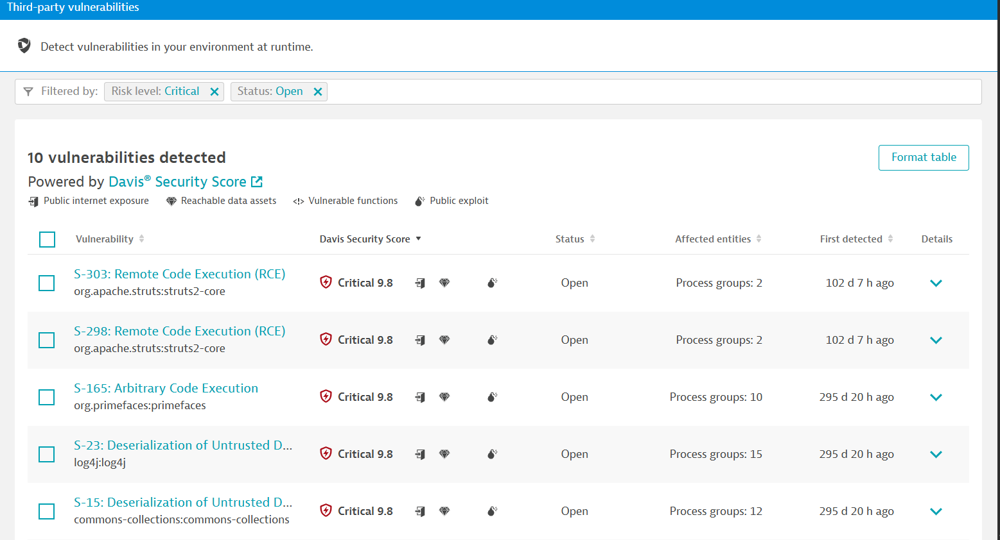 Third-party vulnerabilities
Detect vulnerabilities in your environment at runtime.
Filtered by: Risk level: Critical Status: Open
10 vulnerabilities detected
Format table
Powered by Davis® Security Score
Public internet exposure Reachable data assets Vulnerable functions Public exploit
Vulnerability Davis Security Score Status Affected entities First detected Details
S-303: Remote Code Execution (RCE)
org.apache.struts:struts2-core
Critical 9.8 Open Process groups: 2 102 d 7 h ago
S-298: Remote Code Execution (RCE)
org.apache.struts:struts2-core
Critical 9.8 Open Process groups: 2 102 d 7 h ago
S-165: Arbitrary Code Execution
org.primefaces:primefaces
Critical 9.8 Open Process groups: 10 295 d 20 h ago
S-23: Deserialization of Untrusted D...
log4j:log4j
Critical 9.8 Open Process groups: 15 295 d 20 h ago
S-15: Deserialization of Untrusted D...
commons-collections:commons-collections
Critical 9.8 Open Process groups: 12 295 d 20 h ago